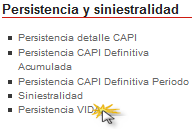 Persistencia y siniestralidad
Persistencia detalle CAPI
Persistencia CAPI Definitiva
Acumulada
Persistencia CAPI Definitiva Periodo
Siniestralidad
Persistencia VIDA